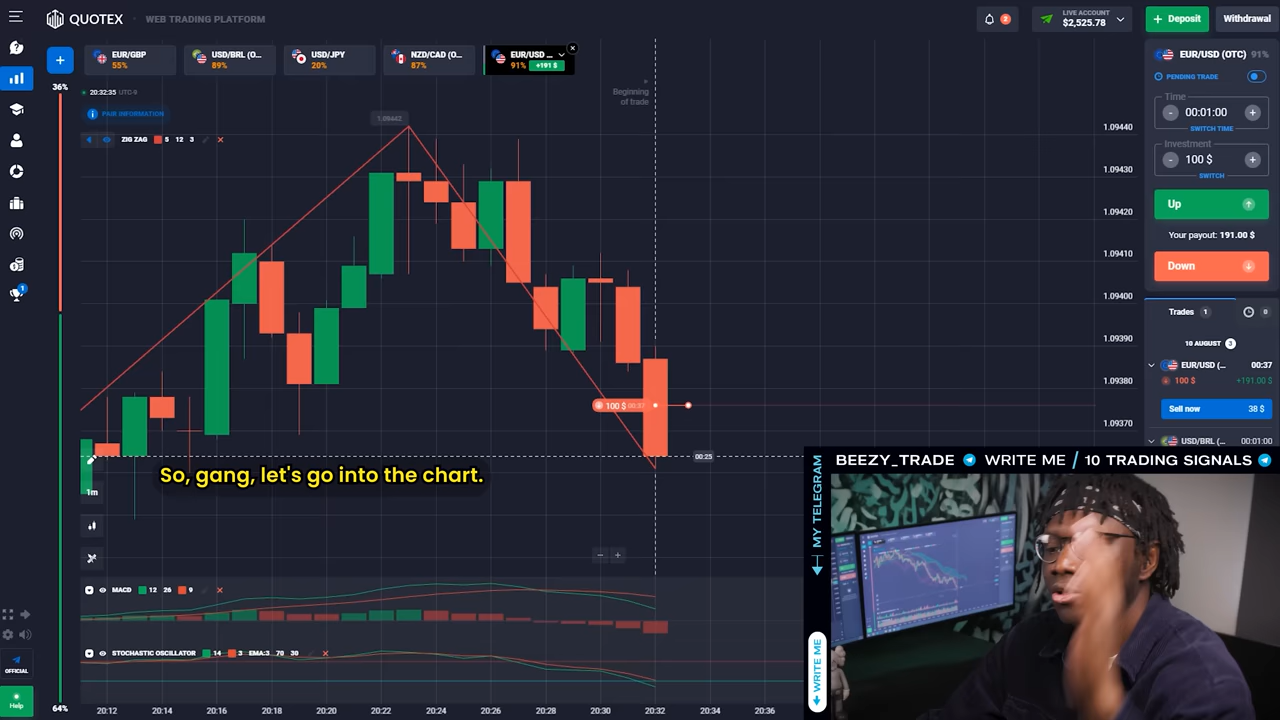 QUOTEX
WEB TRADING PLATFORM
2
LIVE ACCOUNT
$2,525.78
+ Deposit
Withdrawal
EUR/GBP
55%
USD/BRL (O...
89%
USD/JPY
20%
NZD/CAD (O...
87%
EUR/USD ...
91% +191 $
36%
20:32:35 UTC-9
PAIR INFORMATION
ZIG ZAG 5 12 3
1.09442
Beginning
of trade
1.09440
1.09430
1.09420
1.09410
1.09400
1.09390
1.09380
1.09370
100 $ 00:37
00:25
So, gang, let's go into the chart.
1m
MACD 12 26 9
STOCHASTIC OSCILLATOR 14 3 EMA:3 70 30
64%
20:12 20:14 20:16 20:18 20:20 20:22 20:24 20:26 20:28 20:30 20:32 20:34 20:36
OFFICIAL
Help
1
EUR/USD (OTC) 91%
PENDING TRADE
Time
- 00:01:00 +
SWITCH TIME
Investment
- 100 $ +
SWITCH
Up
Your payout: 191.00 $
Down
Trades 1
0
10 AUGUST 3
EUR/USD (... 00:37
100 $ +191.00 $
Sell now 38 $
USD/BRL (... 00:01:00
BEEZY_TRADE WRITE ME / 10 TRADING SIGNALS
MY TELEGRAM
WRITE ME